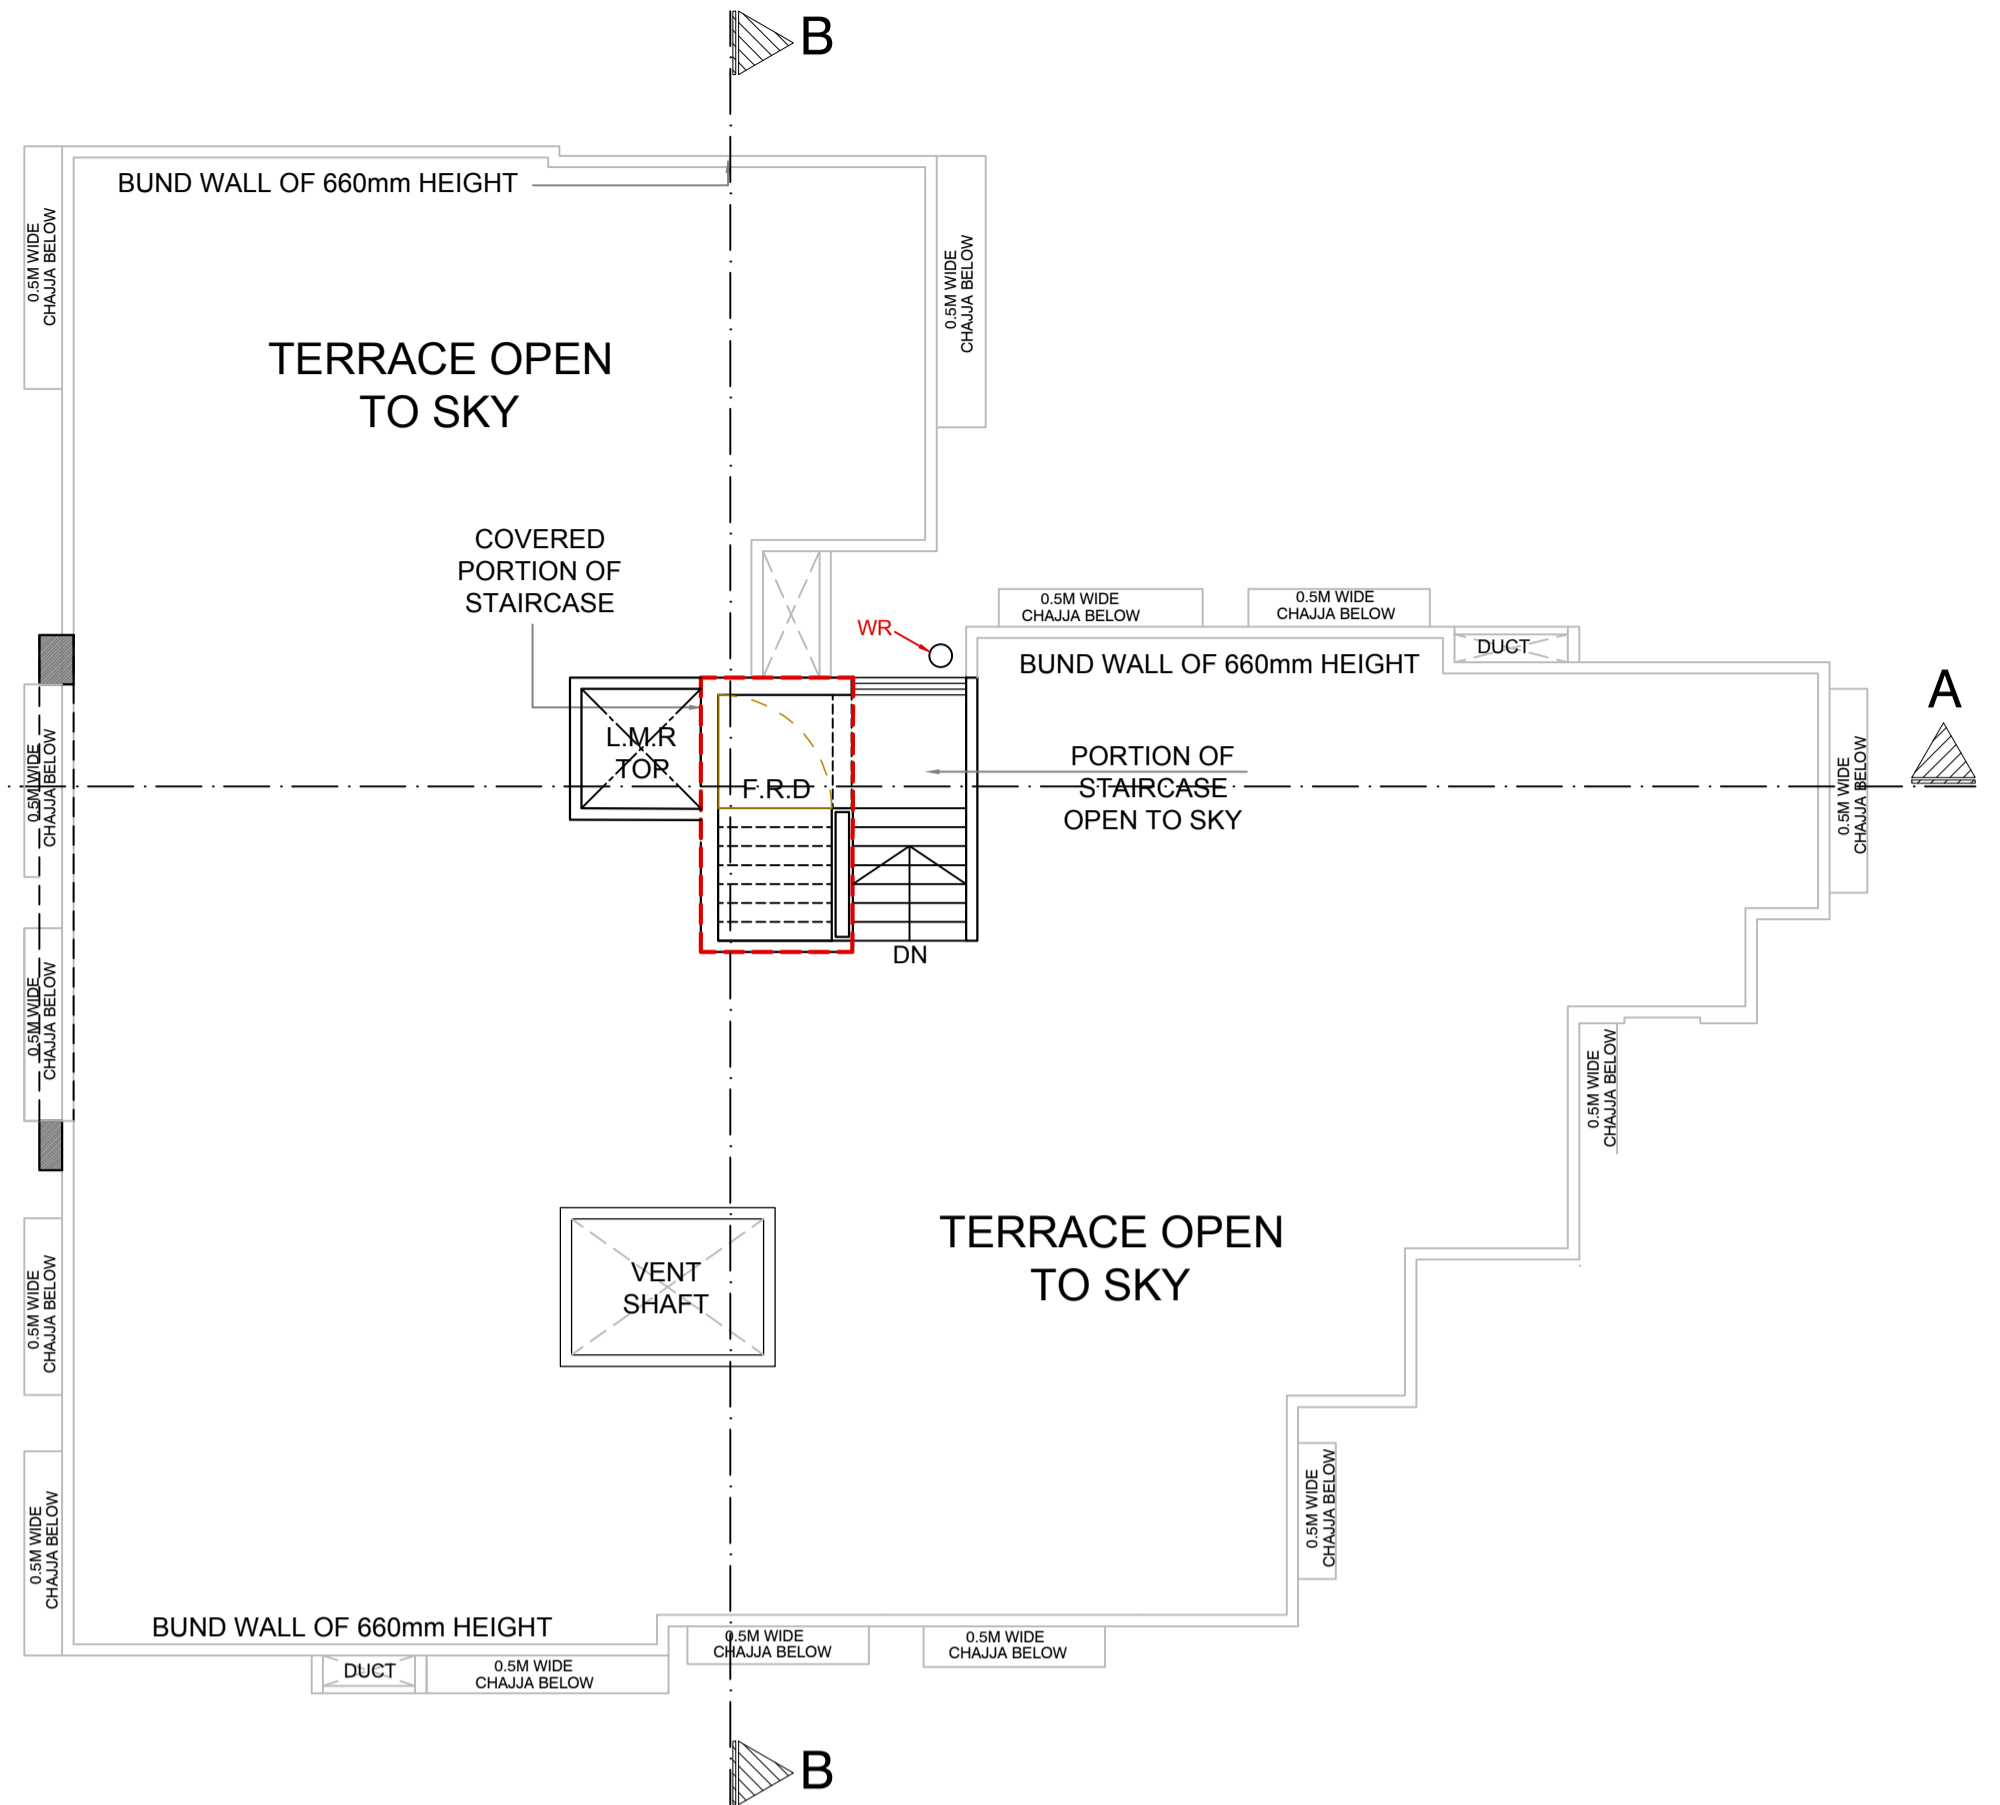 B
BUND WALL OF 660mm HEIGHT
0.5M WIDE
CHAJJA BELOW
0.5M WIDE
CHAJJA BELOW
TERRACE OPEN
TO SKY
COVERED
PORTION OF
STAIRCASE
WR
0.5M WIDE
CHAJJA BELOW
0.5M WIDE
CHAJJA BELOW
DUCT
BUND WALL OF 660mm HEIGHT
A
L.M.R
TOP
F.R.D
PORTION OF
STAIRCASE
OPEN TO SKY
0.5M WIDE
CHAJJA BELOW
0.5M WIDE
CHAJJA BELOW
DN
0.5M WIDE
CHAJJA BELOW
0.5M WIDE
CHAJJA BELOW
VENT
SHAFT
TERRACE OPEN
TO SKY
0.5M WIDE
CHAJJA BELOW
0.5M WIDE
CHAJJA BELOW
0.5M WIDE
CHAJJA BELOW
BUND WALL OF 660mm HEIGHT
DUCT
0.5M WIDE
CHAJJA BELOW
0.5M WIDE
CHAJJA BELOW
0.5M WIDE
CHAJJA BELOW
B